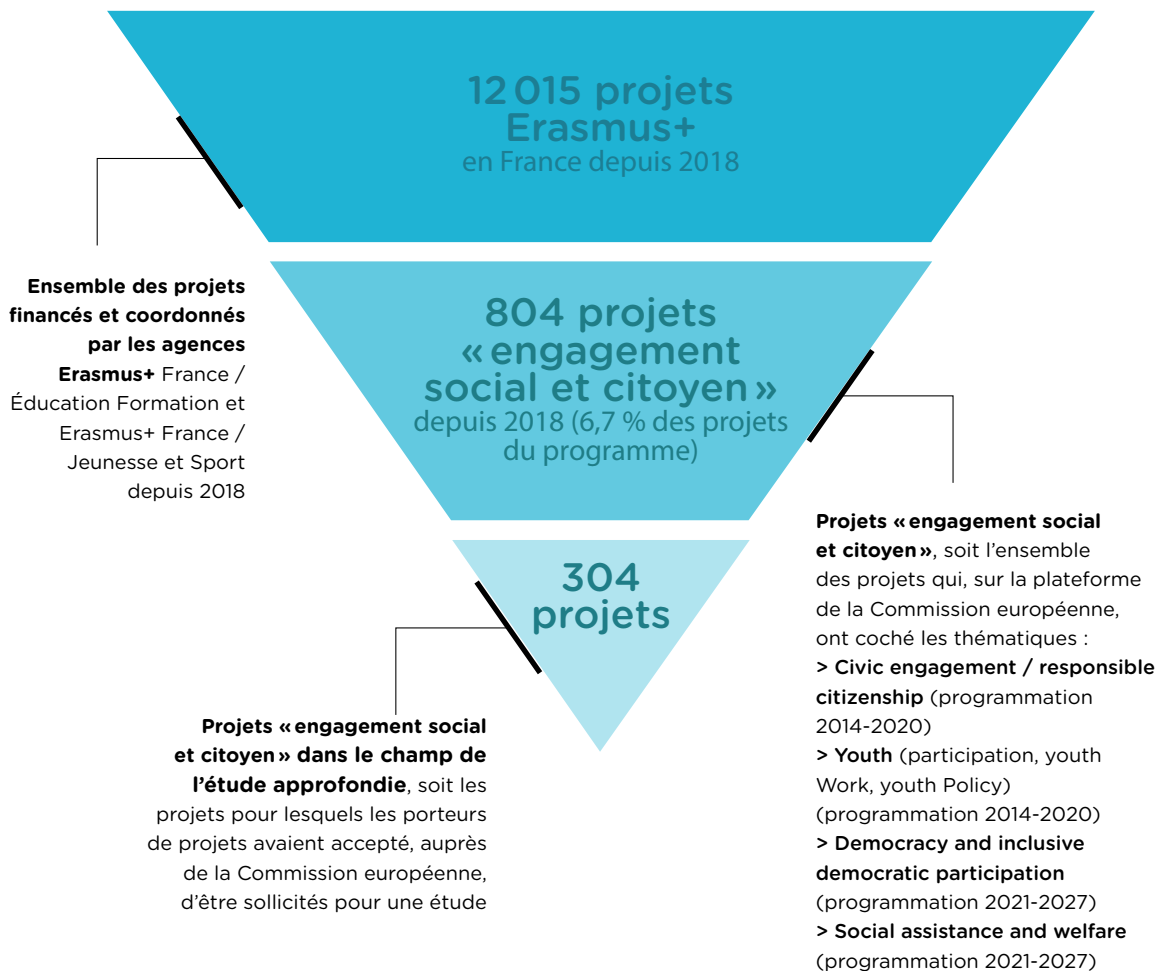 12 015 projets
Erasmus+
en France depuis 2018
Ensemble des projets
financés et coordonnés
par les agences
Erasmus+ France /
Éducation Formation et
Erasmus+ France /
Jeunesse et Sport
depuis 2018
804 projets
« engagement
social et citoyen »
depuis 2018 (6,7 % des projets
du programme)
Projets « engagement social
et citoyen », soit l’ensemble
des projets qui, sur la plateforme
de la Commission européenne,
ont coché les thématiques :
> Civic engagement / responsible
citizenship (programmation
2014-2020)
> Youth (participation, youth
Work, youth Policy)
(programmation 2014-2020)
> Democracy and inclusive
democratic participation
(programmation 2021-2027)
> Social assistance and welfare
(programmation 2021-2027)
304
projets
Projets « engagement social
et citoyen » dans le champ de
l’étude approfondie, soit les
projets pour lesquels les porteurs
de projets avaient accepté, auprès
de la Commission européenne,
d’être sollicités pour une étude